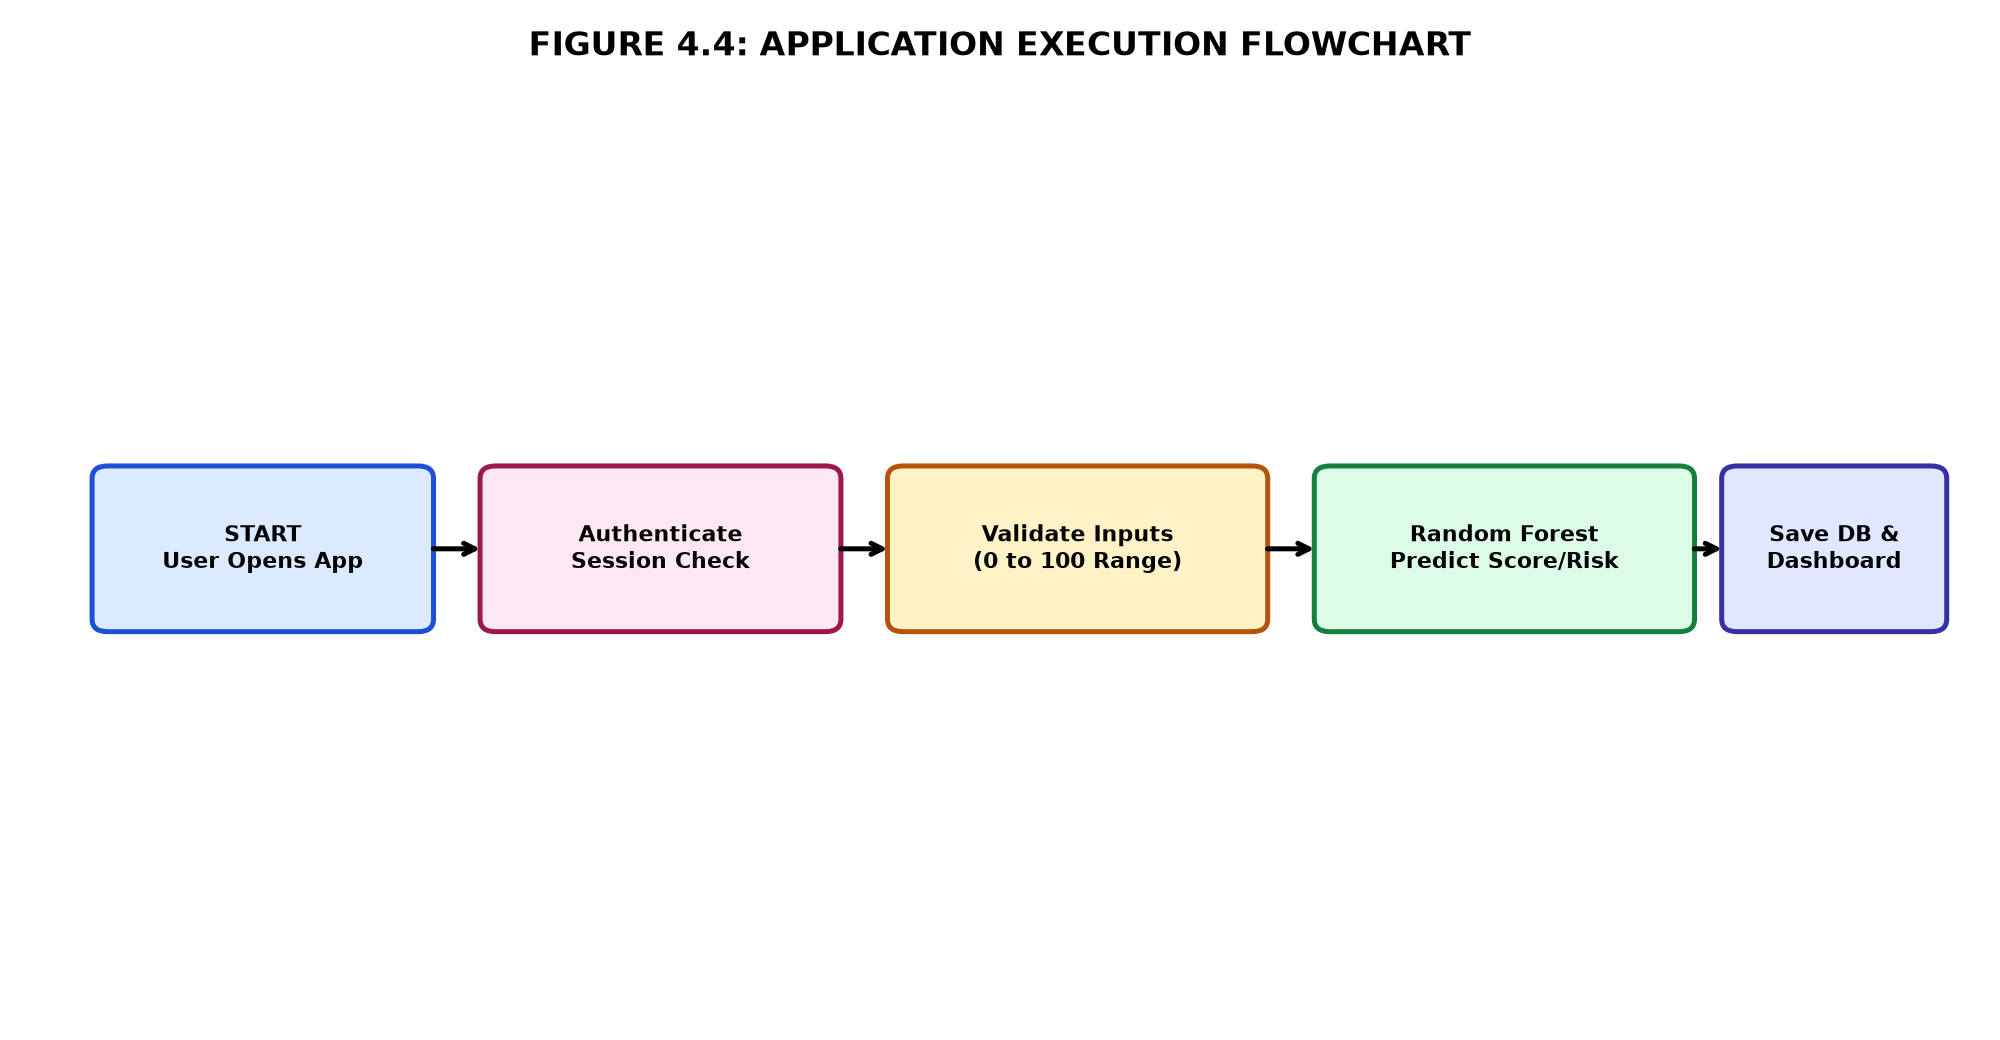 FIGURE 4.4: APPLICATION EXECUTION FLOWCHART
START
User Opens App
Authenticate
Session Check
Validate Inputs
(0 to 100 Range)
Random Forest
Predict Score/Risk
Save DB &
Dashboard